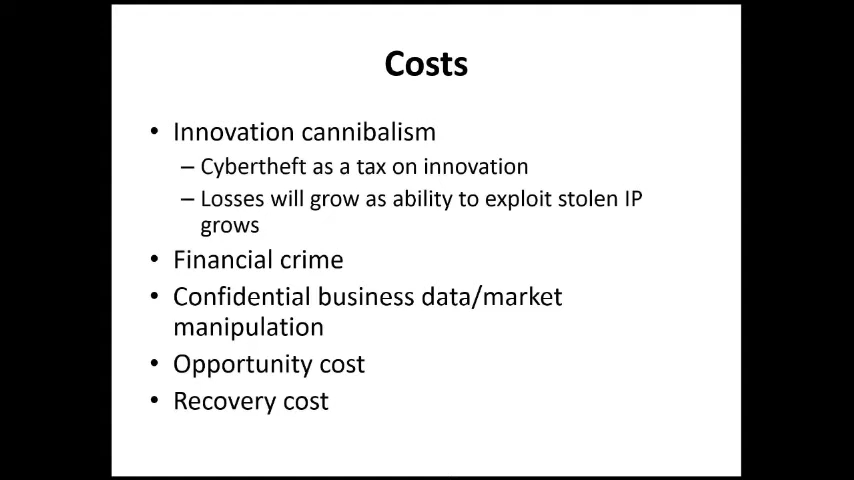 Costs
• Innovation cannibalism
– Cybertheft as a tax on innovation
– Losses will grow as ability to exploit stolen IP
grows
• Financial crime
• Confidential business data/market
manipulation
• Opportunity cost
• Recovery cost